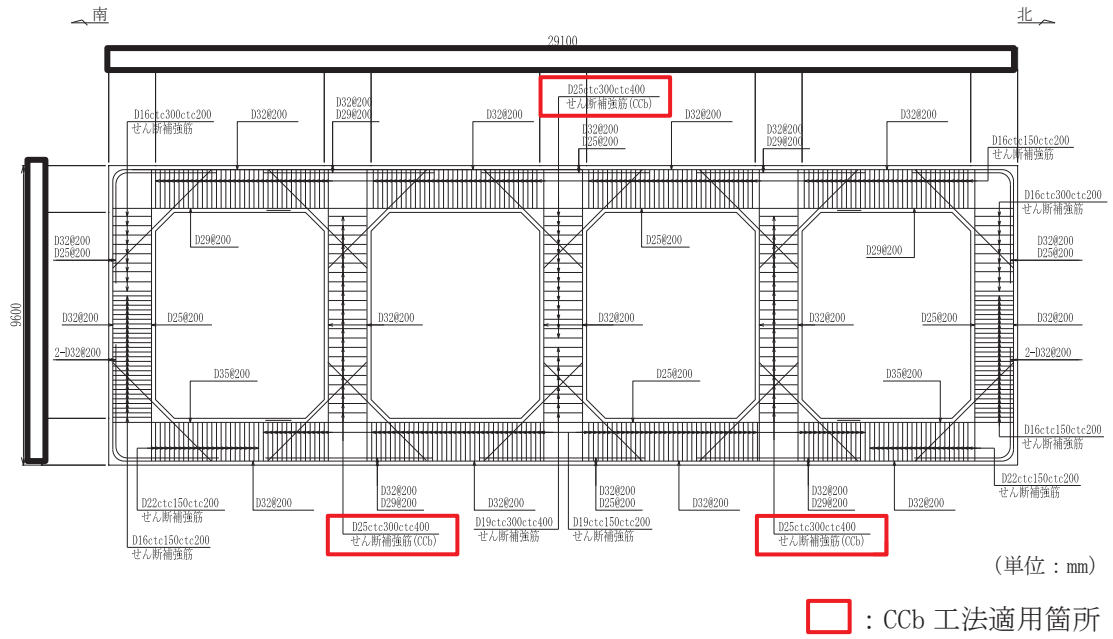 南
北
29100
D25ctc300ctc400
せん断補強筋(CCb)
D16ctc300ctc200
せん断補強筋
D32@200
D32@200
D29@200
D32@200
D32@200
D25@200
D32@200
D32@200
D29@200
D32@200
D16ctc150ctc200
せん断補強筋
D16ctc300ctc200
せん断補強筋
D32@200
D25@200
D29@200
D25@200
D29@200
D32@200
D25@200
9600
D32@200
D25@200
D32@200
D32@200
D32@200
D25@200
D32@200
2-D32@200
2-D32@200
D35@200
D25@200
D35@200
D16ctc150ctc200
せん断補強筋
D22ctc150ctc200
せん断補強筋
D32@200
D32@200
D29@200
D32@200
D32@200
D25@200
D32@200
D32@200
D29@200
D32@200
D22ctc150ctc200
せん断補強筋
D16ctc150ctc200
せん断補強筋
D25ctc300ctc400
せん断補強筋(CCb)
D19ctc300ctc400
せん断補強筋
D19ctc150ctc200
せん断補強筋
D25ctc300ctc400
せん断補強筋(CCb)
(単位:mm)
:CCb 工法適用箇所